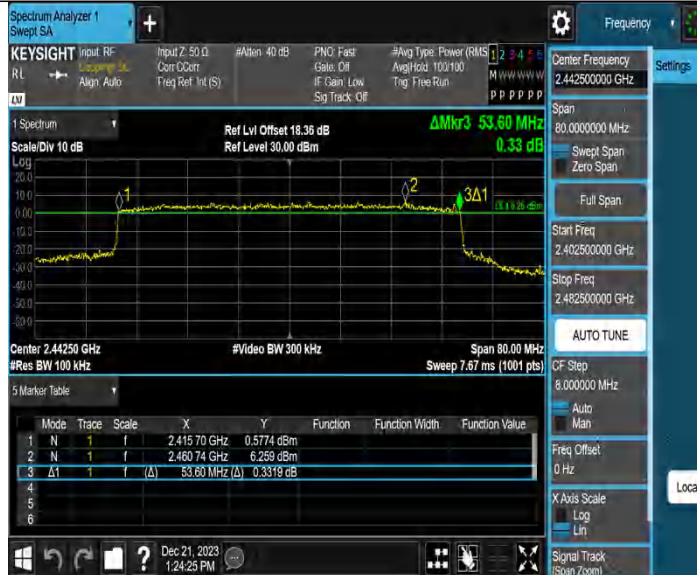 Spectrum Analyzer 1
Swept SA
+
Frequency
KEYSIGHT
Input: RF
Input Z: 50 Ω
#Atten: 40 dB
PNO: Fast
#Avg Type: Power (RMS
1 2 3 4 5 6
RL
Align: Auto
Corr CCorr
Freq Ref: Int (S)
Gate: Off
IF Gain: Low
Sig Track: Off
Avg|Hold: 100/100
Trig: Free Run
M W W W W W
P P P P P P
LXI
1 Spectrum
Scale/Div 10 dB
Ref Lvl Offset 18.36 dB
Ref Level 30.00 dBm
ΔMkr3 53.60 MHz
0.33 dB
Log
20.0
10.0
0.00
-10.0
-20.0
-30.0
-40.0
-50.0
-60.0
1
2
3Δ1
Center 2.44250 GHz
#Video BW 300 kHz
Span 80.00 MHz
#Res BW 100 kHz
Sweep 7.67 ms (1001 pts)
5 Marker Table
Mode Trace Scale X Y Function Function Width Function Value
1 N 1 f 2.415 70 GHz 0.5774 dBm
2 N 1 f 2.460 74 GHz 6.259 dBm
3 Δ1 1 f (Δ) 53.60 MHz (Δ) 0.3319 dB
4
5
6
Dec 21, 2023
1:24:25 PM
Center Frequency
2.442500000 GHz
Settings
Span
80.0000000 MHz
Swept Span
Zero Span
Full Span
Start Freq
2.402500000 GHz
Stop Freq
2.482500000 GHz
AUTO TUNE
CF Step
8.000000 MHz
Auto
Man
Freq Offset
0 Hz
X Axis Scale
Log
Lin
Loca
Signal Track
(Span Zoom)